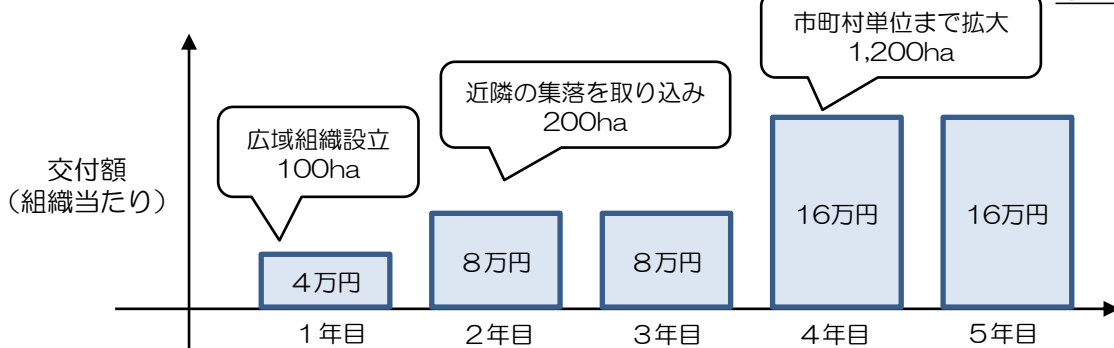 市町村単位まで拡大
1,200ha
近隣の集落を取り込み
200ha
広域組織設立
100ha
交付額
（組織当たり）
４万円
８万円
８万円
16万円
16万円
１年目
２年目
３年目
４年目
５年目